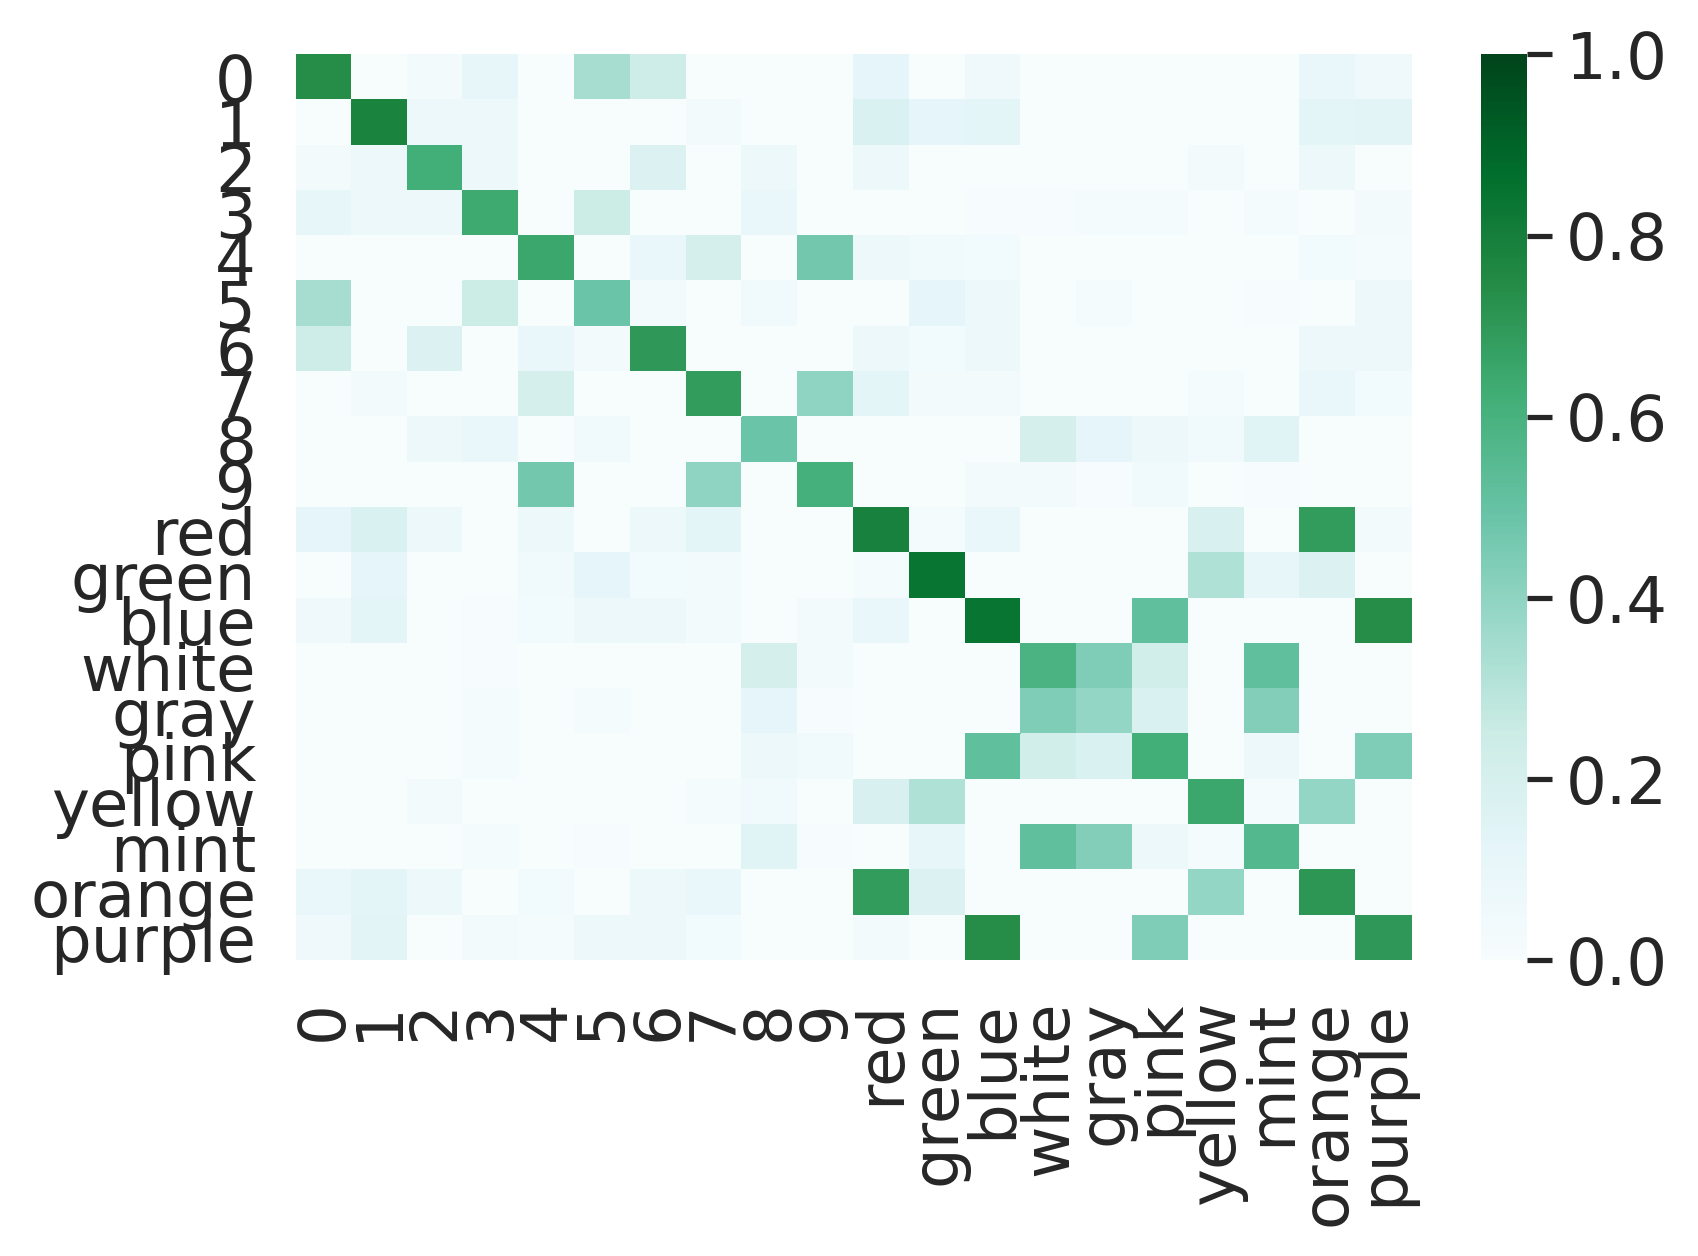 0
1
2
3
4
5
6
7
8
9
red
green
blue
white
gray
pink
yellow
mint
orange
purple
0 1 2 3 4 5 6 7 8 9 red green blue white gray pink yellow mint orange purple
1.0
0.8
0.6
0.4
0.2
0.0